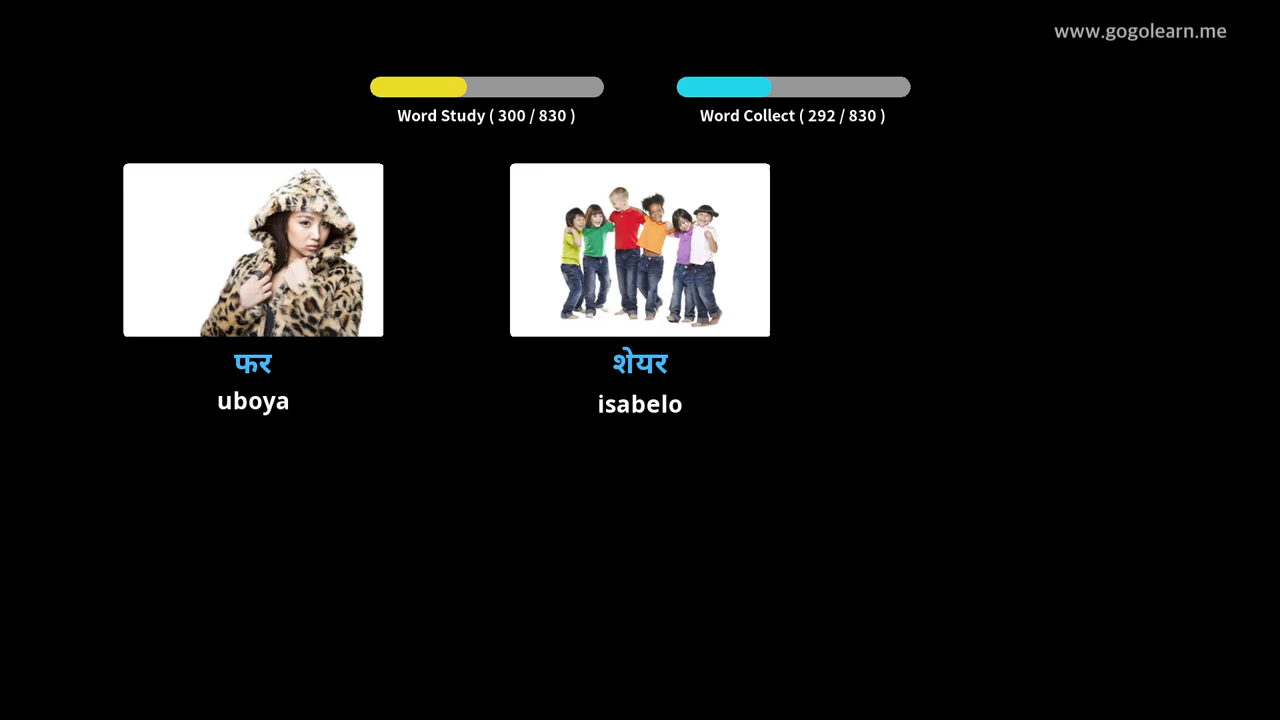 www.gogolearn.me
Word Study ( 300 / 830 )
Word Collect ( 292 / 830 )
फर
uboya
शेयर
isabelo